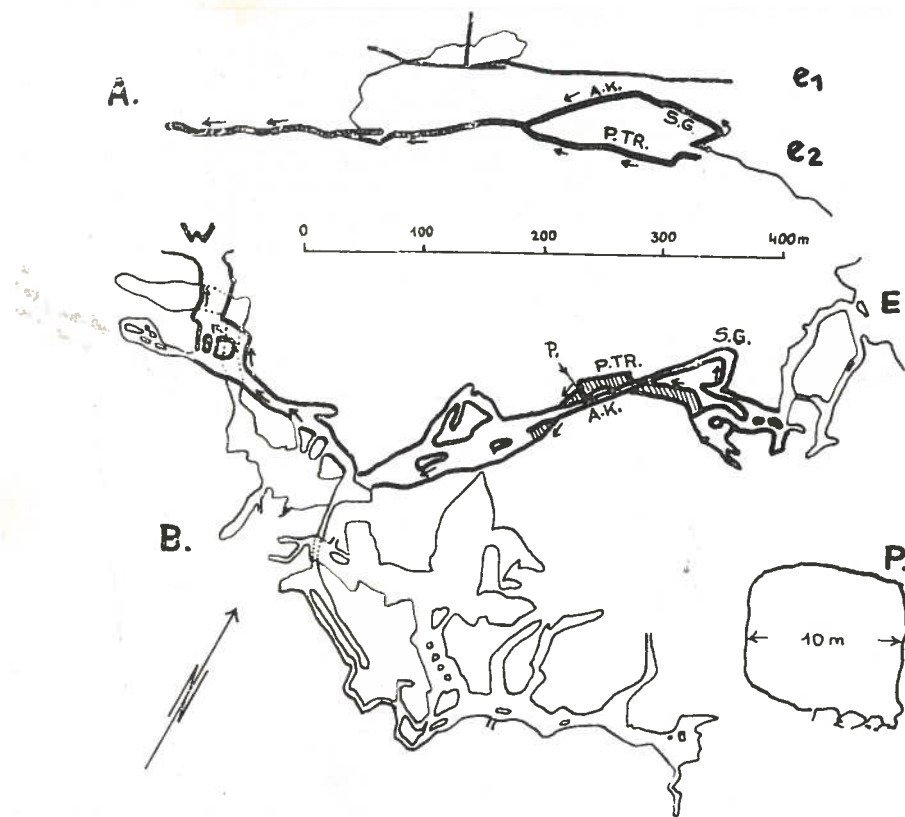 A.
e1
A.K.
S.G.
P.TR.
e2
W
0 100 200 300 400m
E
S.G.
P.
P.TR.
A.K.
B.
P.
10 m